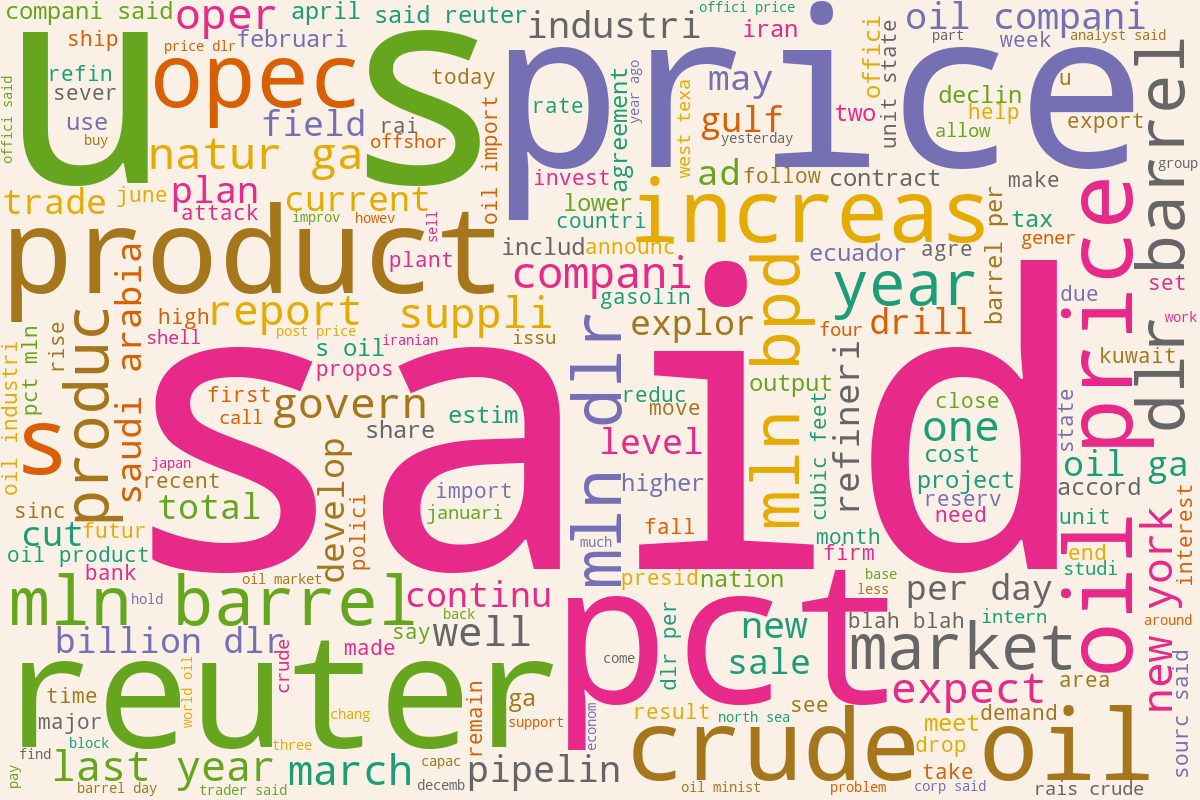 compani said
oper
april
said reuter
industri
offici price
iran
offici
oil compani
part
analyst said
ship
price dlr
februari
unit state
week
barrel
u
s
price
opec
refin
sever
today
oil import
rate
agreement
year ago
west texa
may
two
declin
help
u
export
offici said
use
buy
field
rai
offshor
gulf
yesterday
allow
natur ga
invest
ad
follow
contract
make
group
trade
june
plan
current
attack
improv
howev
sell
lower
countri
increas
barrel per
tax
gener
product
plant
includ
announc
ecuador
agre
saudi arabia
compani
gasolin
mln bpd
year
due
set
high
report
suppli
explor
four
drill
oil price
dlr
work
pct mln
rise
produc
shell
post price
iranian
s oil
issu
mln dlr
refineri
kuwait
oil industri
propos
said
first
call
govern
share
estim
reduc
move
output
cubic feet
close
one
state
s
level
cost
oil
ga
japan
recent
develop
import
januari
higher
project
reserv
need
accord
interest
sinc
total
polici
fall
unit
new york
cut
futur
month
firm
end
oil product
much
studi
bank
oil market
presid
nation
base
less
per day
mln barrel
hold
continu
back
pct
dlr per
new
blah blah
intern
around
billion dlr
say
well
market
crude
made
come
sale
sourc said
reuter
world oil
expect
area
time
remain
ga
result
north sea
see
demand
major
chang
support
econom
crude oil
meet
find
block
three
drop
last year
march
capac
pipelin
take
pay
barrel day
trader said
decemb
oil minist
problem
corp said
rais crude